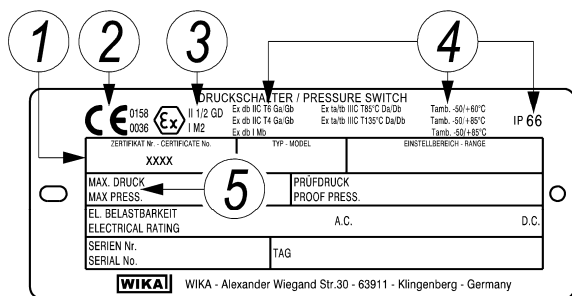 1 2 3 4
DRUCKSCHALTER / PRESSURE SWITCH
CE 0158 0036 Ex II 1/2 GD I M2
Ex db IIC T6 Ga/Gb Ex ta/tb IIIC T85°C Da/Db Tamb. -50/+60°C
Ex db IIC T4 Ga/Gb Ex ta/tb IIIC T135°C Da/Db Tamb. -50/+85°C
Ex db I Mb Tamb. -50/+85°C
IP 66
ZERTIFIKAT Nr. - CERTIFICATE No. TYP - MODEL EINSTELLBEREICH - RANGE
XXXX
5
MAX. DRUCK PRÜFDRUCK
MAX PRESS. PROOF PRESS.
EL. BELASTBARKEIT
ELECTRICAL RATING A.C. D.C.
SERIEN Nr.
SERIAL No. TAG
WIKA WIKA - Alexander Wiegand Str.30 - 63911 - Klingenberg - Germany